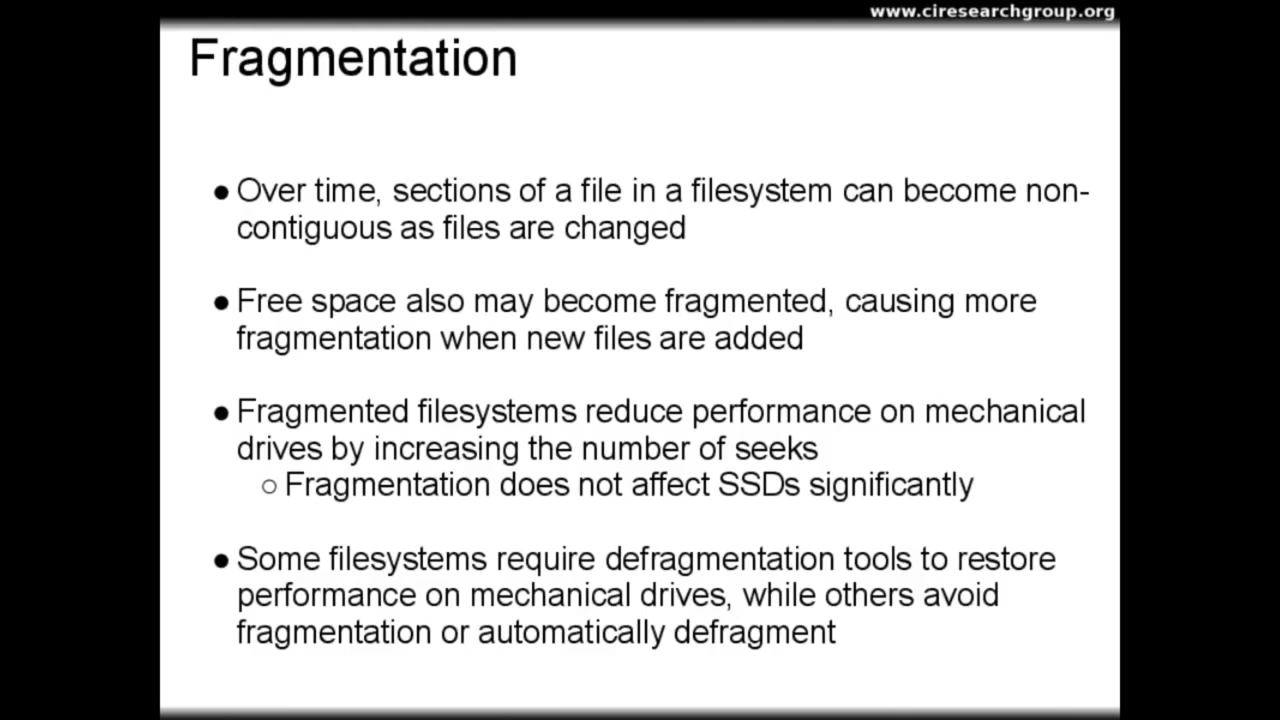 www.ciresearchgroup.org
Fragmentation
● Over time, sections of a file in a filesystem can become non-
contiguous as files are changed
● Free space also may become fragmented, causing more
fragmentation when new files are added
● Fragmented filesystems reduce performance on mechanical
drives by increasing the number of seeks
○ Fragmentation does not affect SSDs significantly
● Some filesystems require defragmentation tools to restore
performance on mechanical drives, while others avoid
fragmentation or automatically defragment